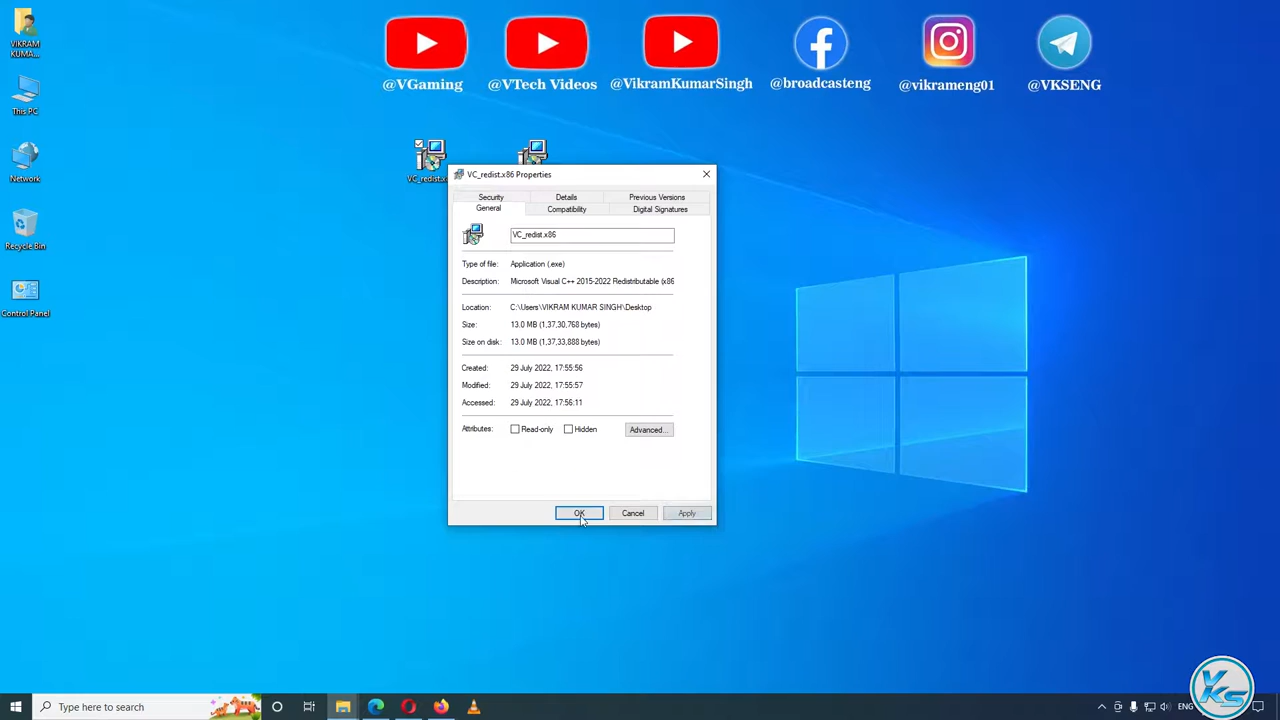 VIKRAM
KUMA...
This PC
Network
Recycle Bin
Control Panel
@VGaming
@VTech Videos
@VikramKumarSingh
@broadcasteng
@vikrameng01
@VKSENG
VC_redist.x
VC_redist.x86 Properties
Security
Details
Previous Versions
General
Compatibility
Digital Signatures
VC_redist.x86
Type of file: Application (.exe)
Description: Microsoft Visual C++ 2015-2022 Redistributable (x86
Location: C:\Users\VIKRAM KUMAR SINGH\Desktop
Size: 13.0 MB (1,37,30,768 bytes)
Size on disk: 13.0 MB (1,37,33,888 bytes)
Created: 29 July 2022, 17:55:56
Modified: 29 July 2022, 17:55:57
Accessed: 29 July 2022, 17:56:11
Attributes: Read-only Hidden Advanced...
OK Cancel Apply
Type here to search
ENG
VKS